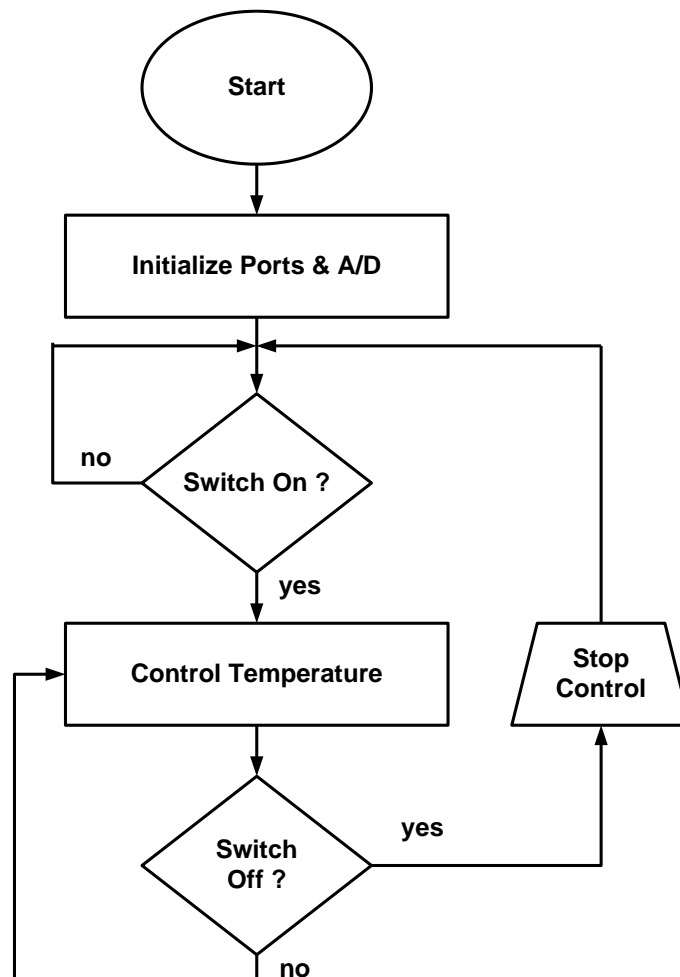 Start
Initialize Ports & A/D
no
Switch On ?
yes
Control Temperature
Stop
Control
Switch
Off ?
yes
no